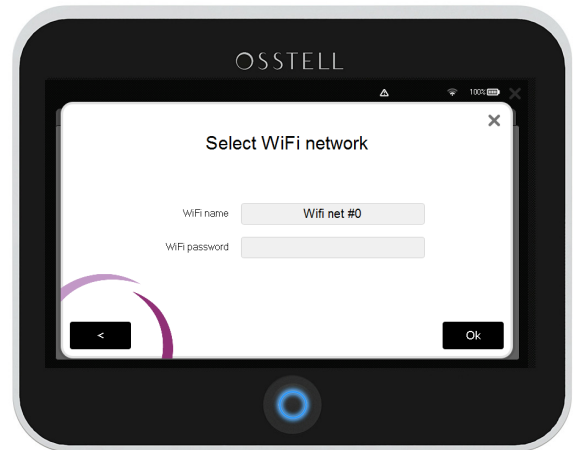 OSSTELL
100%
Select WiFi network
WiFi name
Wifi net #0
WiFi password
<
Ok